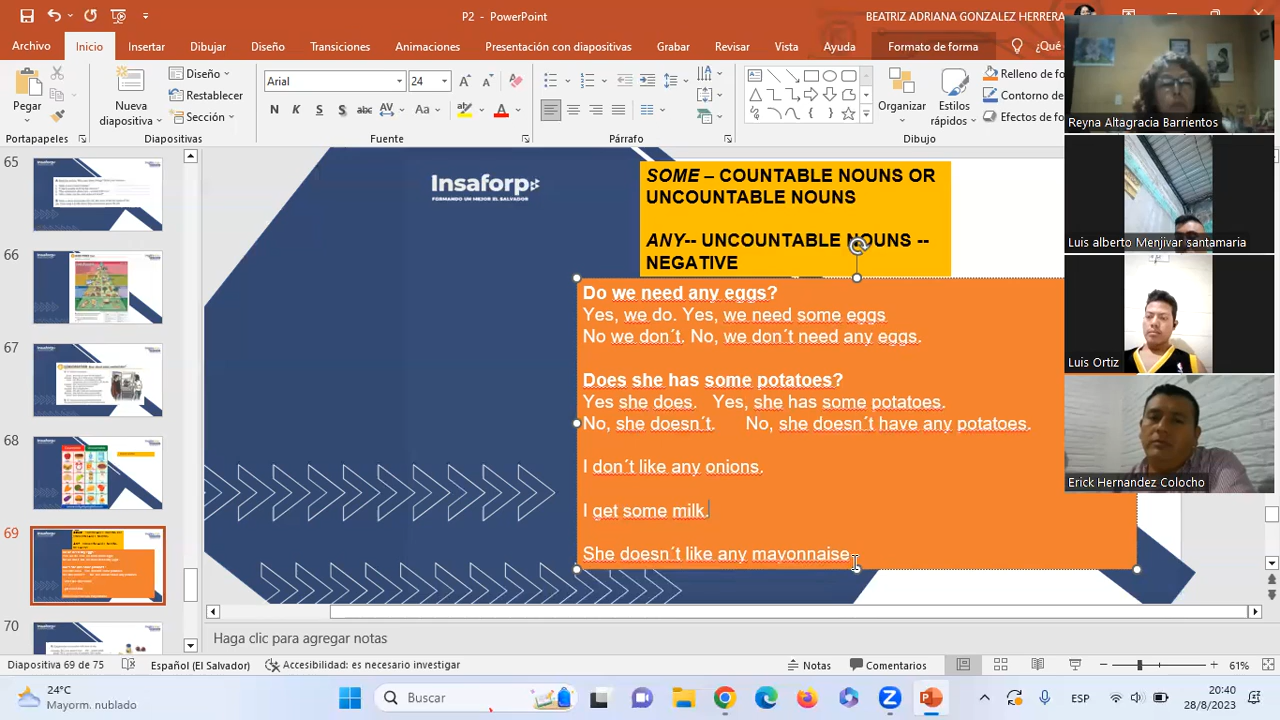 P2 - PowerPoint
BEATRIZ ADRIANA GONZALEZ HERRERA
Archivo Inicio Insertar Dibujar Diseño Transiciones Animaciones Presentación con diapositivas Grabar Revisar Vista Ayuda Formato de forma ¿Qué
Pegar
Nueva diapositiva
Diseño
Restablecer
Sección
Arial 24
N K S S abc AV Aa
Organizar
Estilos rápidos
Relleno de fo
Contorno de
Efectos de fo
Portapapeles Diapositivas Fuente Párrafo Dibujo
Reyna Altagracia Barrientos
Luis alberto Menjivar santamaria
Luis Ortiz
Erick Hernandez Colocho
65
66
67
68
69
70
Insaforp
FORMANDO UN MEJOR EL SALVADOR
SOME – COUNTABLE NOUNS OR
UNCOUNTABLE NOUNS
ANY-- UNCOUNTABLE NOUNS --
NEGATIVE
Do we need any eggs?
Yes, we do. Yes, we need some eggs
No we don´t. No, we don´t need any eggs.
Does she has some potatoes?
Yes she does. Yes, she has some potatoes.
No, she doesn´t. No, she doesn´t have any potatoes.
I don´t like any onions.
I get some milk.
She doesn´t like any mayonnaise.
Haga clic para agregar notas
Diapositiva 69 de 75 Español (El Salvador) Accesibilidad: es necesario investigar Notas Comentarios 61%
24°C
Mayorm. nublado
Buscar
ESP
20:40
28/8/2023